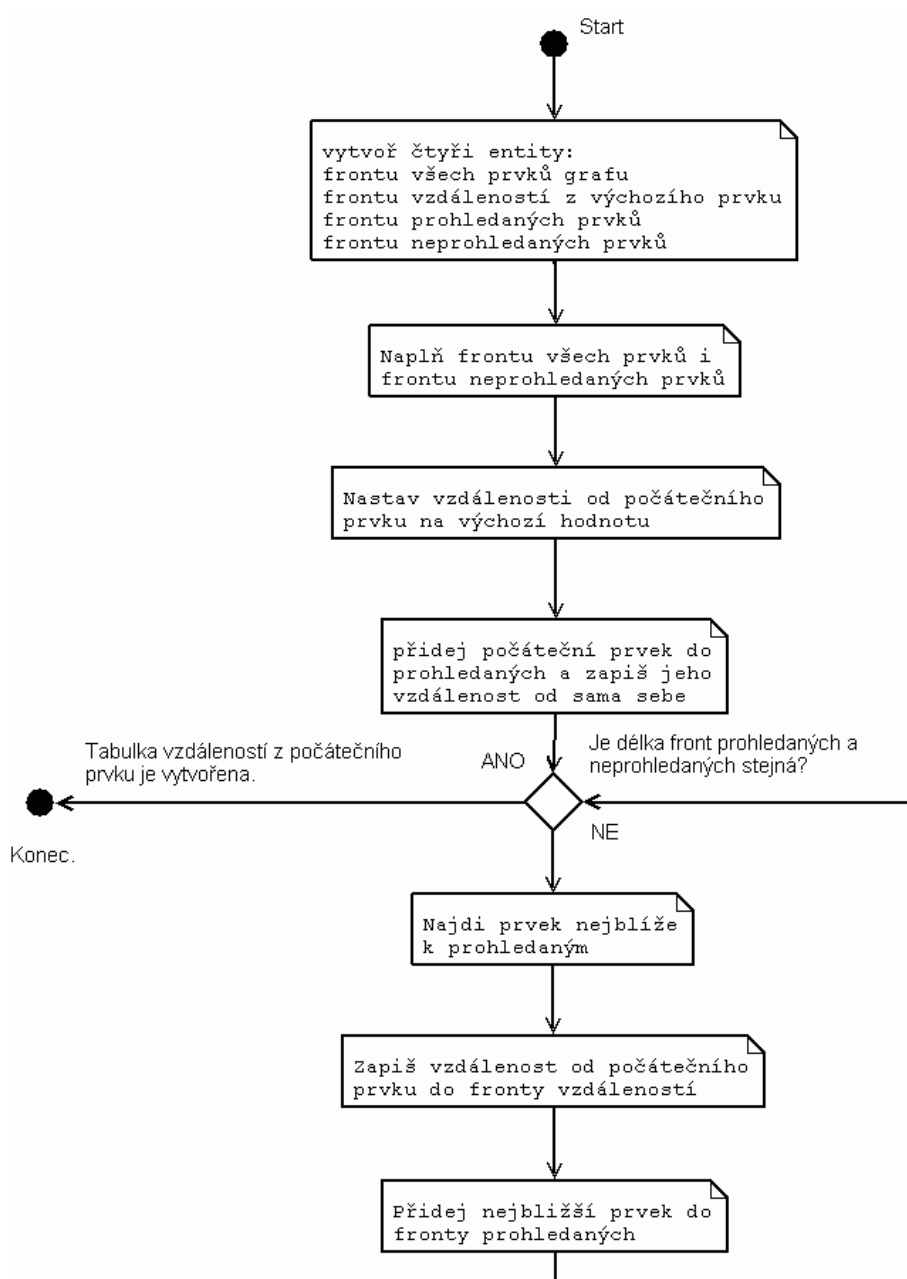 Start
vytvoř čtyři entity:
frontu všech prvků grafu
frontu vzdáleností z výchozího prvku
frontu prohledaných prvků
frontu neprohledaných prvků
Naplň frontu všech prvků i
frontu neprohledaných prvků
Nastav vzdálenosti od počátečního
prvku na výchozí hodnotu
přidej počáteční prvek do
prohledaných a zapiš jeho
vzdálenost od sama sebe
Tabulka vzdáleností z počátečního
prvku je vytvořena.
ANO
Je délka front prohledaných a
neprohledaných stejná?
NE
Konec.
Najdi prvek nejblíže
k prohledaným
Zapiš vzdálenost od počátečního
prvku do fronty vzdáleností
Přidej nejbližší prvek do
fronty prohledaných